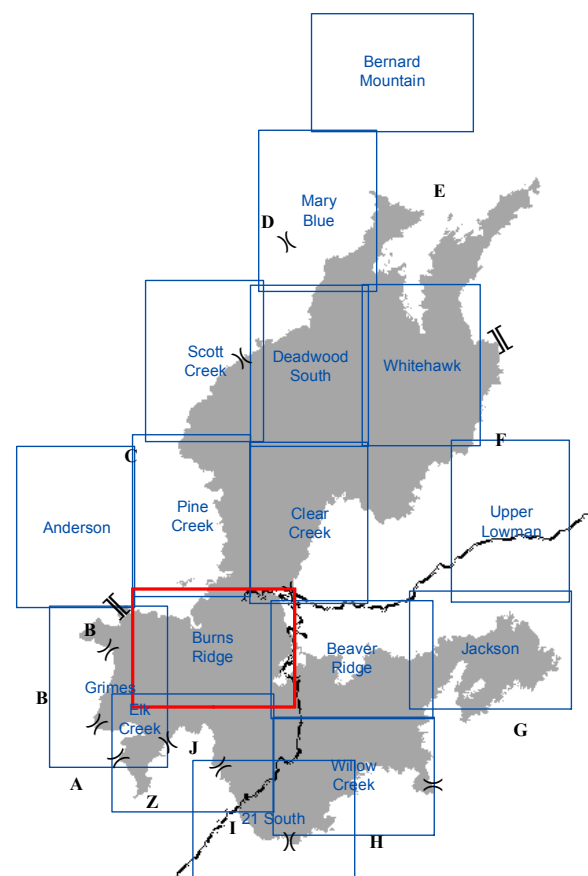 Bernard
Mountain
E
Mary
Blue
D
Scott
Creek
Deadwood
South
Whitehawk
F
C
Anderson
Pine
Creek
Clear
Creek
Upper
Lowman
B
Burns
Ridge
Beaver
Ridge
Jackson
B
Grimes
Elk
Creek
G
J
A
Z
Willow
Creek
I
21 South
H